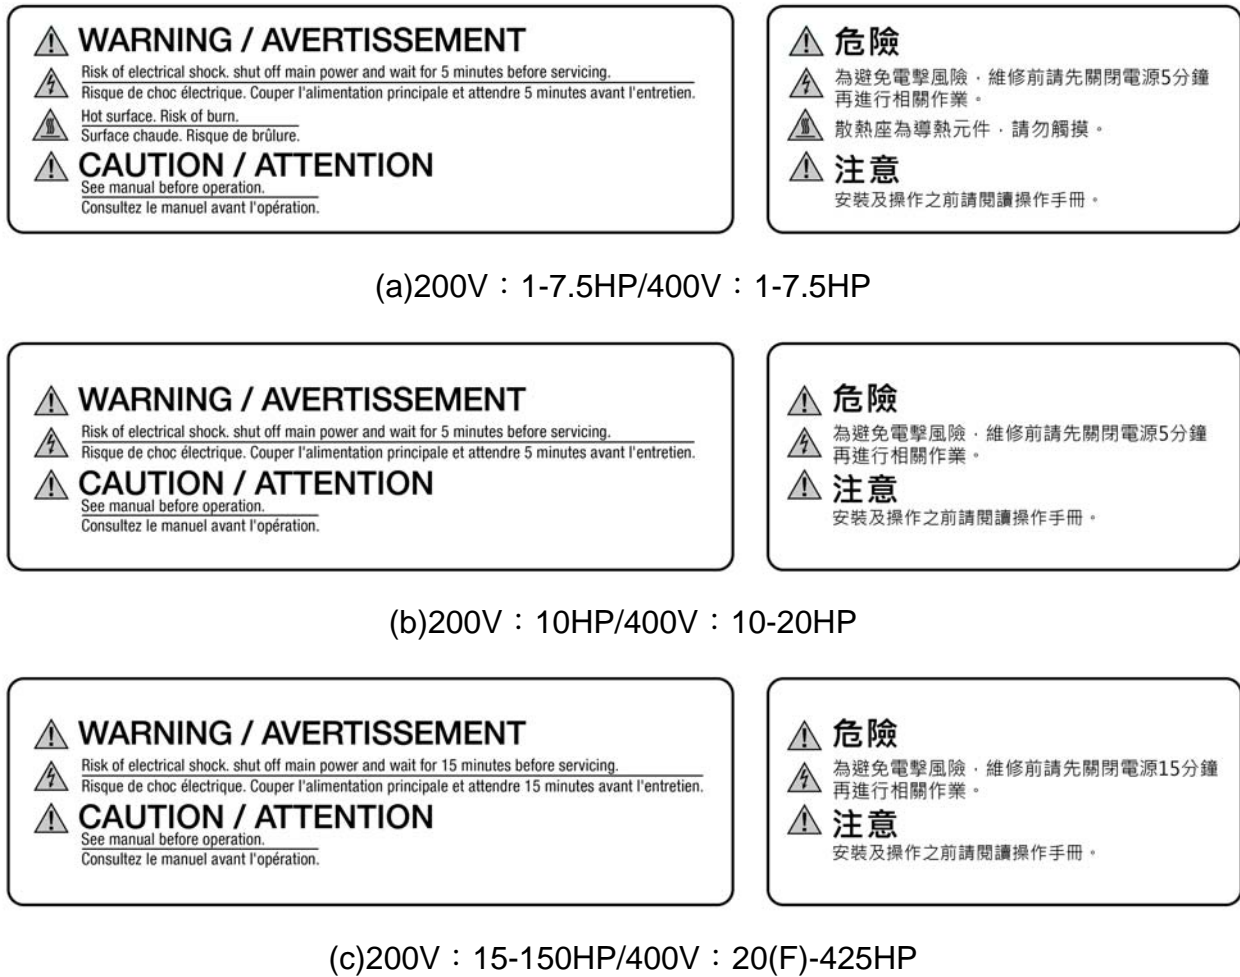 WARNING / AVERTISSEMENT
Risk of electrical shock. shut off main power and wait for 5 minutes before servicing.
Risque de choc électrique. Couper l'alimentation principale et attendre 5 minutes avant l'entretien.
Hot surface. Risk of burn.
Surface chaude. Risque de brûlure.
CAUTION / ATTENTION
See manual before operation.
Consultez le manuel avant l'opération.
危險
為避免電擊風險，維修前請先關閉電源5分鐘
再進行相關作業。
散熱座為導熱元件，請勿觸摸。
注意
安裝及操作之前請閱讀操作手冊。
(a)200V：1-7.5HP/400V：1-7.5HP
WARNING / AVERTISSEMENT
Risk of electrical shock. shut off main power and wait for 5 minutes before servicing.
Risque de choc électrique. Couper l'alimentation principale et attendre 5 minutes avant l'entretien.
CAUTION / ATTENTION
See manual before operation.
Consultez le manuel avant l'opération.
危險
為避免電擊風險，維修前請先關閉電源5分鐘
再進行相關作業。
注意
安裝及操作之前請閱讀操作手冊。
(b)200V：10HP/400V：10-20HP
WARNING / AVERTISSEMENT
Risk of electrical shock. shut off main power and wait for 15 minutes before servicing.
Risque de choc électrique. Couper l'alimentation principale et attendre 15 minutes avant l'entretien.
CAUTION / ATTENTION
See manual before operation.
Consultez le manuel avant l'opération.
危險
為避免電擊風險，維修前請先關閉電源15分鐘
再進行相關作業。
注意
安裝及操作之前請閱讀操作手冊。
(c)200V：15-150HP/400V：20(F)-425HP